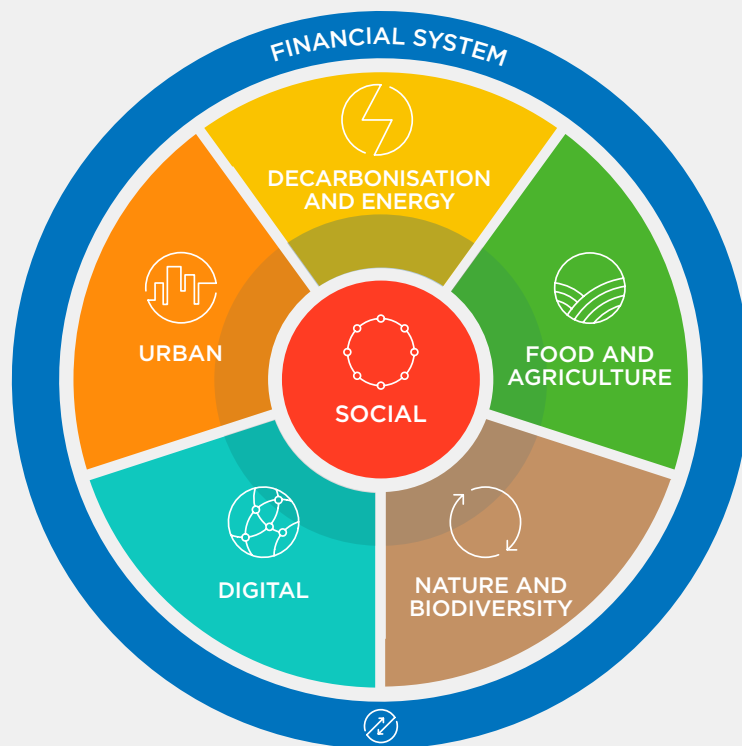 FINANCIAL SYSTEM
DECARBONISATION
AND ENERGY
URBAN
FOOD AND
AGRICULTURE
SOCIAL
DIGITAL
NATURE AND
BIODIVERSITY